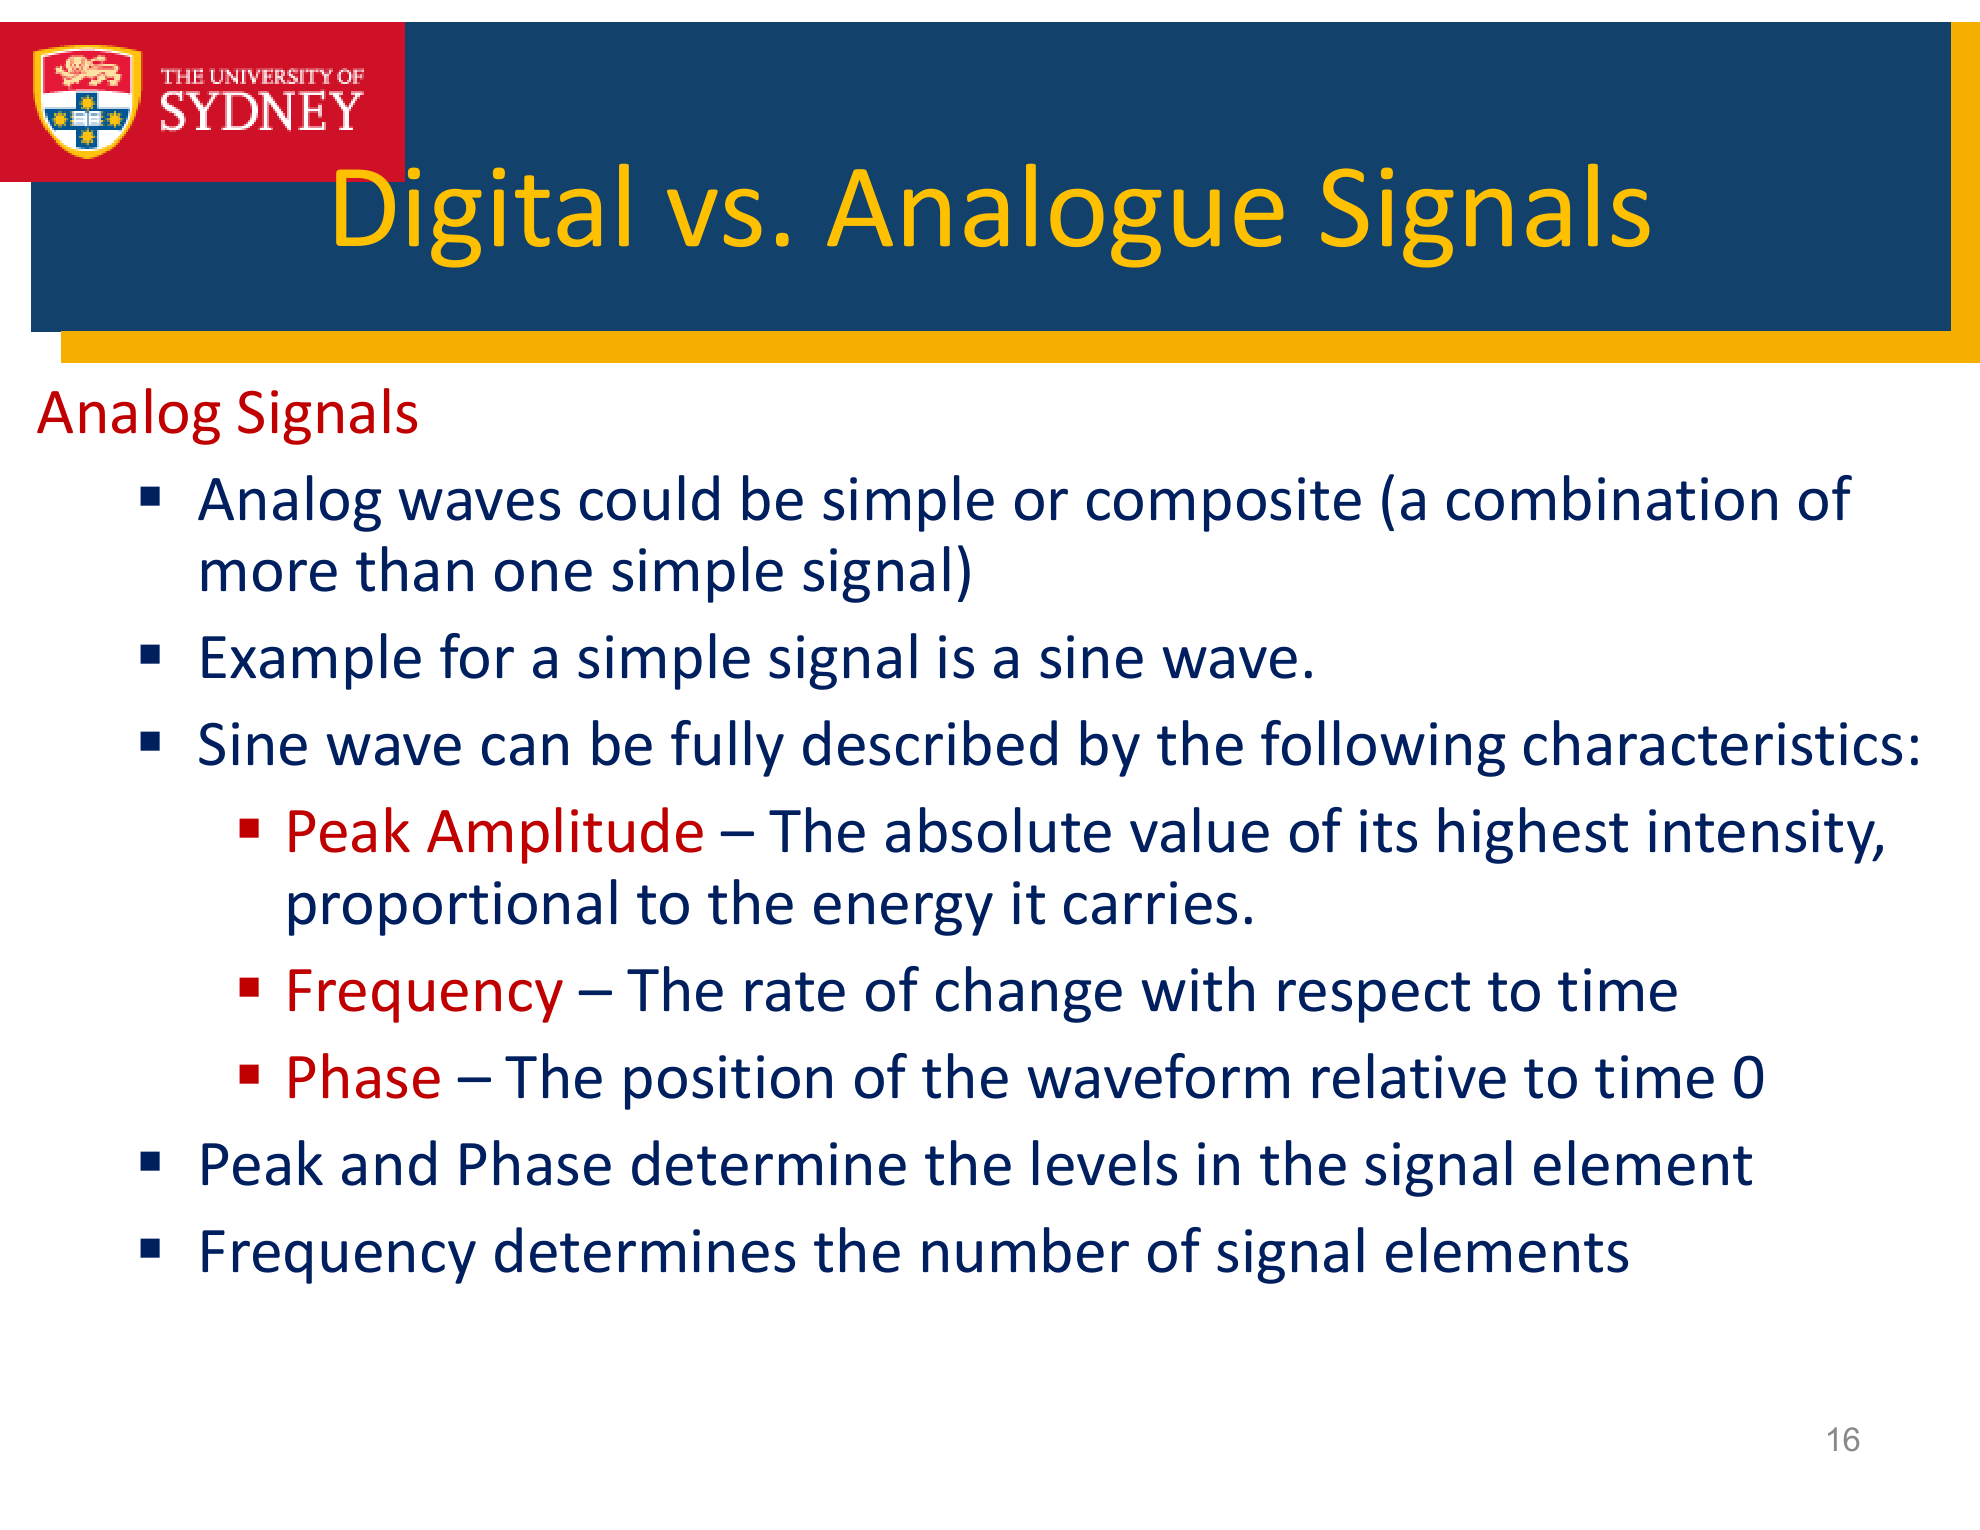 THE UNIVERSITY OF
SYDNEY
Digital vs. Analogue Signals
Analog Signals
▪ Analog waves could be simple or composite (a combination of
more than one simple signal)
▪ Example for a simple signal is a sine wave.
▪ Sine wave can be fully described by the following characteristics:
▪ Peak Amplitude – The absolute value of its highest intensity,
proportional to the energy it carries.
▪ Frequency – The rate of change with respect to time
▪ Phase – The position of the waveform relative to time 0
▪ Peak and Phase determine the levels in the signal element
▪ Frequency determines the number of signal elements
16